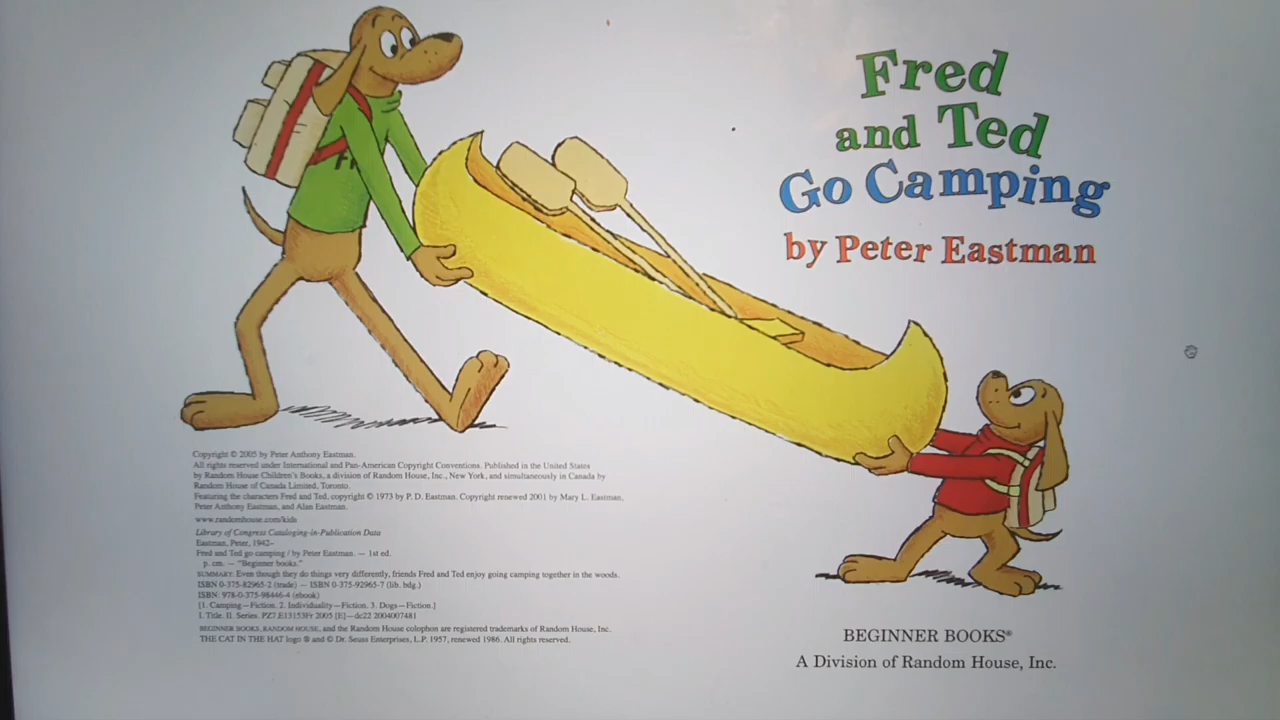 Fr
Fred
and Ted
Go Camping
by Peter Eastman
Copyright © 2005 by Peter Anthony Eastman.
All rights reserved under International and Pan-American Copyright Conventions. Published in the United States
by Random House Children's Books, a division of Random House, Inc., New York, and simultaneously in Canada by
Random House of Canada Limited, Toronto.
Featuring the characters Fred and Ted, copyright © 1973 by P. D. Eastman. Copyright renewed 2001 by Mary L. Eastman,
Peter Anthony Eastman, and Alan Eastman.
www.randomhouse.com/kids
Library of Congress Cataloging-in-Publication Data
Eastman, Peter, 1942–
Fred and Ted go camping / by Peter Eastman. — 1st ed.
p. cm. — "Beginner books."
SUMMARY: Even though they do things very differently, friends Fred and Ted enjoy going camping together in the woods.
ISBN 0-375-82965-2 (trade) — ISBN 0-375-92965-7 (lib. bdg.)
ISBN: 978-0-375-98446-4 (ebook)
[1. Camping—Fiction. 2. Individuality—Fiction. 3. Dogs—Fiction.]
I. Title. II. Series. PZ7.E13153Fr 2005 [E]—dc22 2004007481
BEGINNER BOOKS, RANDOM HOUSE, and the Random House colophon are registered trademarks of Random House, Inc.
THE CAT IN THE HAT logo ® and © Dr. Seuss Enterprises, L.P. 1957, renewed 1986. All rights reserved.
BEGINNER BOOKS®
A Division of Random House, Inc.